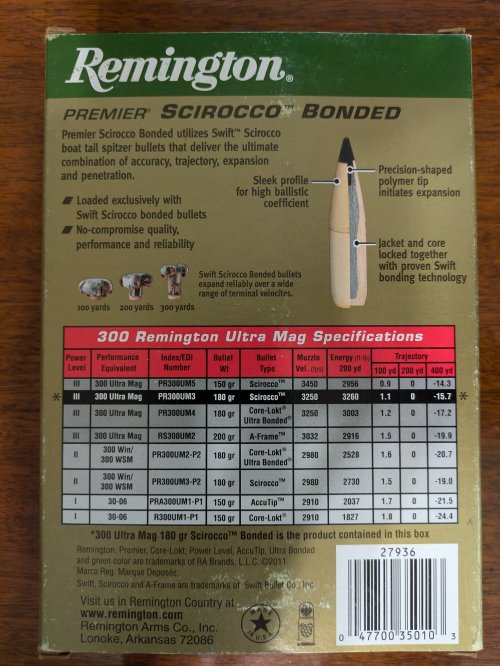 Remington®
PREMIER® SCIROCCO™ BONDED
Premier Scirocco Bonded utilizes Swift™ Scirocco
boat tail spitzer bullets that deliver the ultimate
combination of accuracy, trajectory, expansion
and penetration.
Loaded exclusively with
Swift Scirocco bonded bullets
No-compromise quality,
performance and reliability
Sleek profile
for high ballistic
coefficient
Precision-shaped
polymer tip
initiates expansion
Jacket and core
locked together
with proven Swift
bonding technology
100 yards 200 yards 300 yards
Swift Scirocco Bonded bullets
expand reliably over a wide
range of terminal velocites.
300 Remington Ultra Mag Specifications
Power Level Performance Equivalent Index/EDI Number Bullet Wt Bullet Type Muzzle Vel. (fps) Energy (ft-lb) 200 yd Trajectory 100 yd 200 yd 400 yd
III 300 Ultra Mag PR300UM5 150 gr Scirocco™ 3450 2956 0.9 0 -14.3
* III 300 Ultra Mag PR300UM3 180 gr Scirocco™ 3250 3260 1.1 0 -15.7 *
III 300 Ultra Mag PR300UM4 180 gr Core-Lokt® Ultra Bonded® 3250 3003 1.2 0 -17.2
III 300 Ultra Mag RS300UM2 200 gr A-Frame™ 3032 2916 1.5 0 -19.9
II 300 Win/ 300 WSM PR300UM2-P2 180 gr Core-Lokt® Ultra Bonded® 2980 2528 1.6 0 -20.7
II 300 Win/ 300 WSM PR300UM3-P2 180 gr Scirocco™ 2980 2730 1.5 0 -19.0
I 30-06 PRA300UM1-P1 150 gr AccuTip™ 2910 2037 1.7 0 -21.5
I 30-06 R300UM1-P1 150 gr Core-Lokt® 2910 1827 1.8 0 -24.4
*300 Ultra Mag 180 gr Scirocco™ Bonded is the product contained in this box
Remington, Premier, Core-Lokt, Power Level, AccuTip, Ultra Bonded
and green color are trademarks of RA Brands, L.L.C. ©2011
Marca Reg. Marque Deposée.
Swift, Scirocco and A-Frame are trademarks of Swift Bullet Co., Inc.
Visit us in Remington Country at
www.remington.com
Remington Arms Co., Inc.
Lonoke, Arkansas 72086
MADE IN U.S.A.
27936
0 47700 35010 3